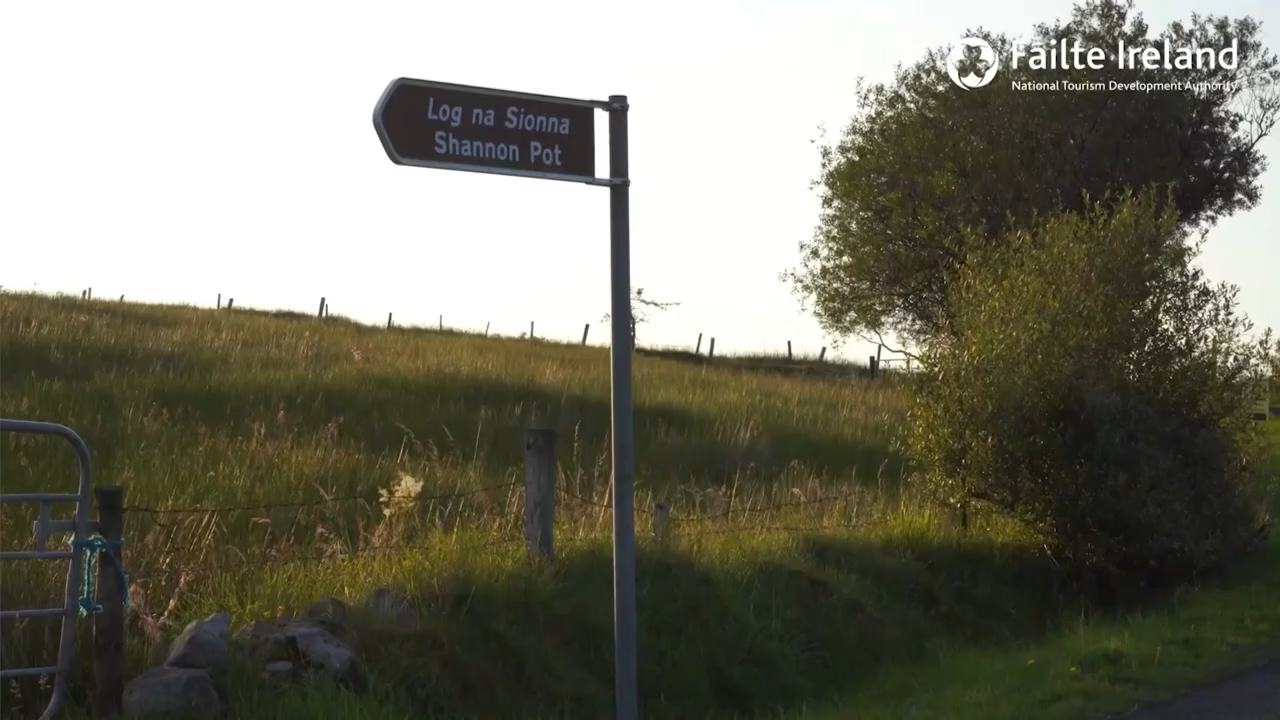 Log na Sionna
Shannon Pot
Fáilte Ireland
National Tourism Development Authority